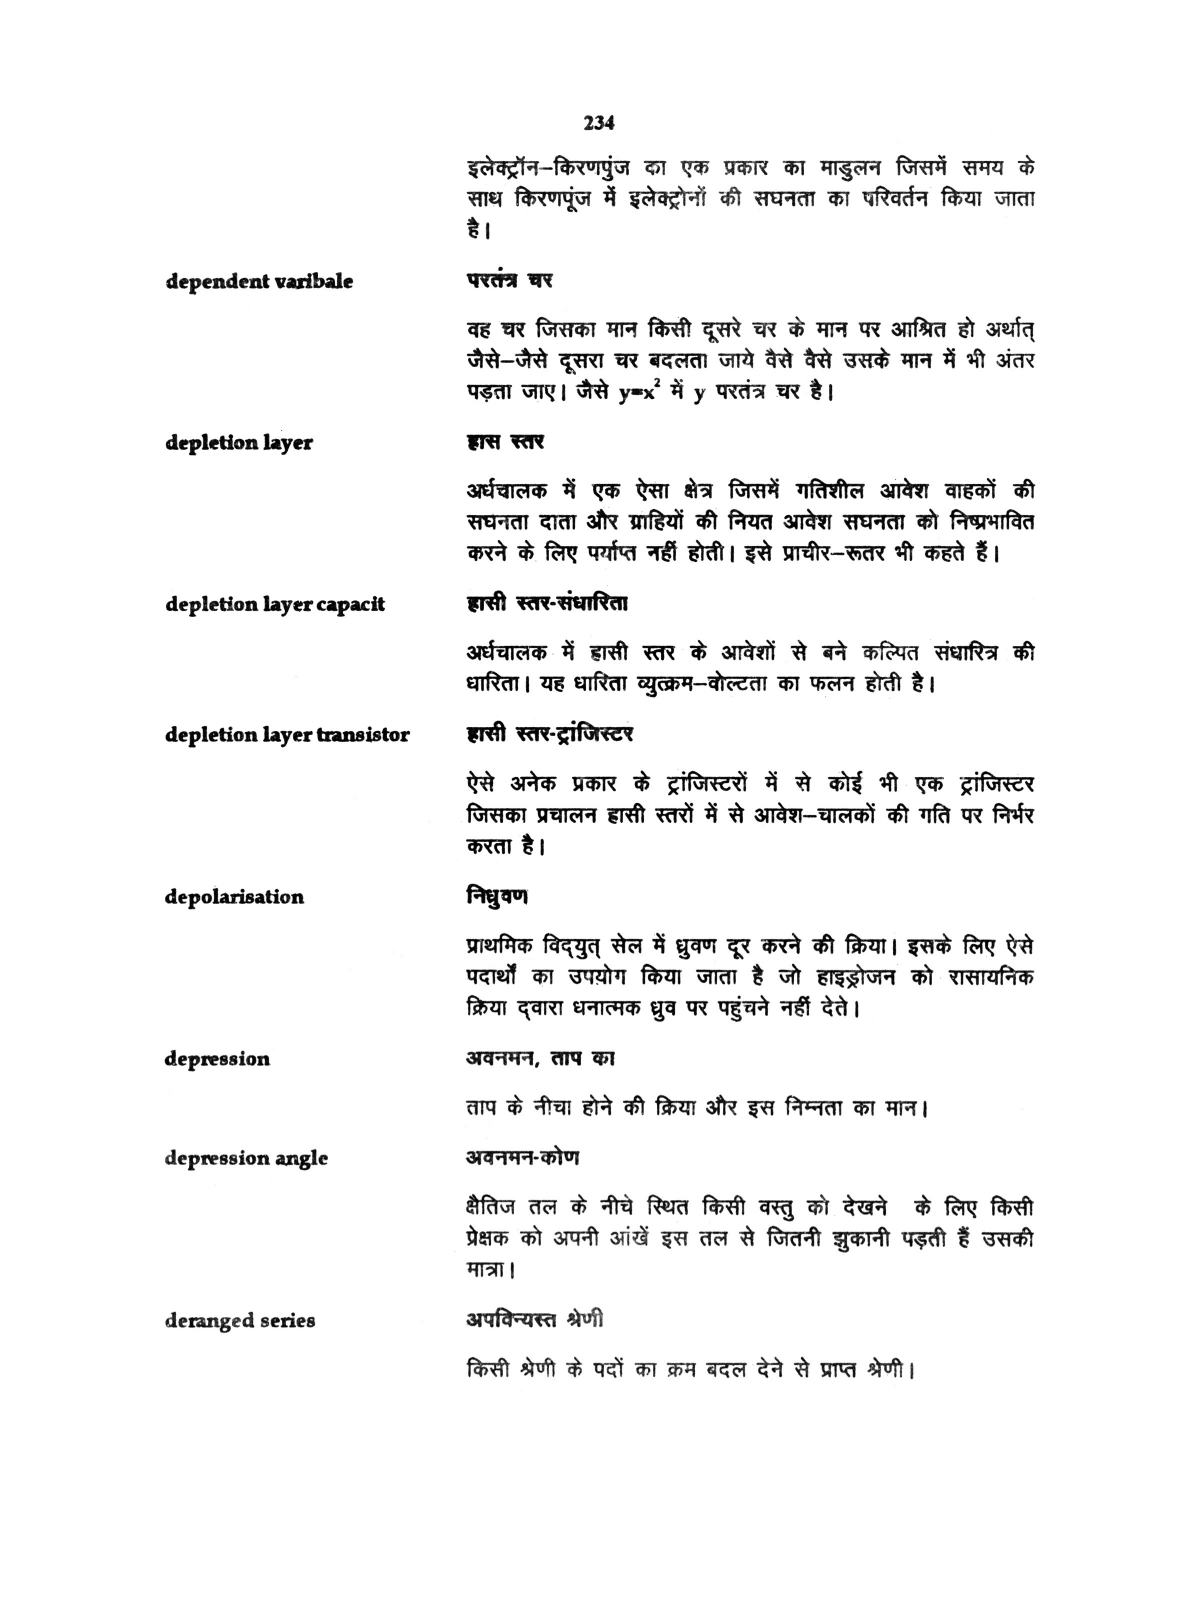 234
इलेक्ट्रॉन–किरणपुंज का एक प्रकार का माडुलन जिसमें समय के
साथ किरणपूंज में इलेक्ट्रोनों की सघनता का परिवर्तन किया जाता
है।
dependent varibale परतंत्र चर
वह चर जिसका मान किसी दूसरे चर के मान पर आश्रित हो अर्थात्
जैसे–जैसे दूसरा चर बदलता जाये वैसे वैसे उसके मान में भी अंतर
पड़ता जाए। जैसे y=x² में y परतंत्र चर है।
depletion layer ह्रास स्तर
अर्धचालक में एक ऐसा क्षेत्र जिसमें गतिशील आवेश वाहकों की
सघनता दाता और ग्राहियों की नियत आवेश सघनता को निष्प्रभावित
करने के लिए पर्याप्त नहीं होती। इसे प्राचीर–रूतर भी कहते हैं।
depletion layer capacit ह्रासी स्तर-संधारिता
अर्धचालक में ह्रासी स्तर के आवेशों से बने कल्पित संधारित्र की
धारिता। यह धारिता व्युत्क्रम–वोल्टता का फलन होती है।
depletion layer transistor ह्रासी स्तर-ट्रांजिस्टर
ऐसे अनेक प्रकार के ट्रांजिस्टरों में से कोई भी एक ट्रांजिस्टर
जिसका प्रचालन ह्रासी स्तरों में से आवेश–चालकों की गति पर निर्भर
करता है।
depolarisation निध्रुवण
प्राथमिक विद्‌युत् सेल में ध्रुवण दूर करने की क्रिया। इसके लिए ऐसे
पदार्थों का उपयोग किया जाता है जो हाइड्रोजन को रासायनिक
क्रिया द्‌वारा धनात्मक ध्रुव पर पहुंचने नहीं देते।
depression अवनमन, ताप का
ताप के नीचा होने की क्रिया और इस निम्नता का मान।
depression angle अवनमन-कोण
क्षैतिज तल के नीचे स्थित किसी वस्तु को देखने के लिए किसी
प्रेक्षक को अपनी आंखें इस तल से जितनी झुकानी पड़ती हैं उसकी
मात्रा।
deranged series अपविन्यस्त श्रेणी
किसी श्रेणी के पदों का क्रम बदल देने से प्राप्त श्रेणी।